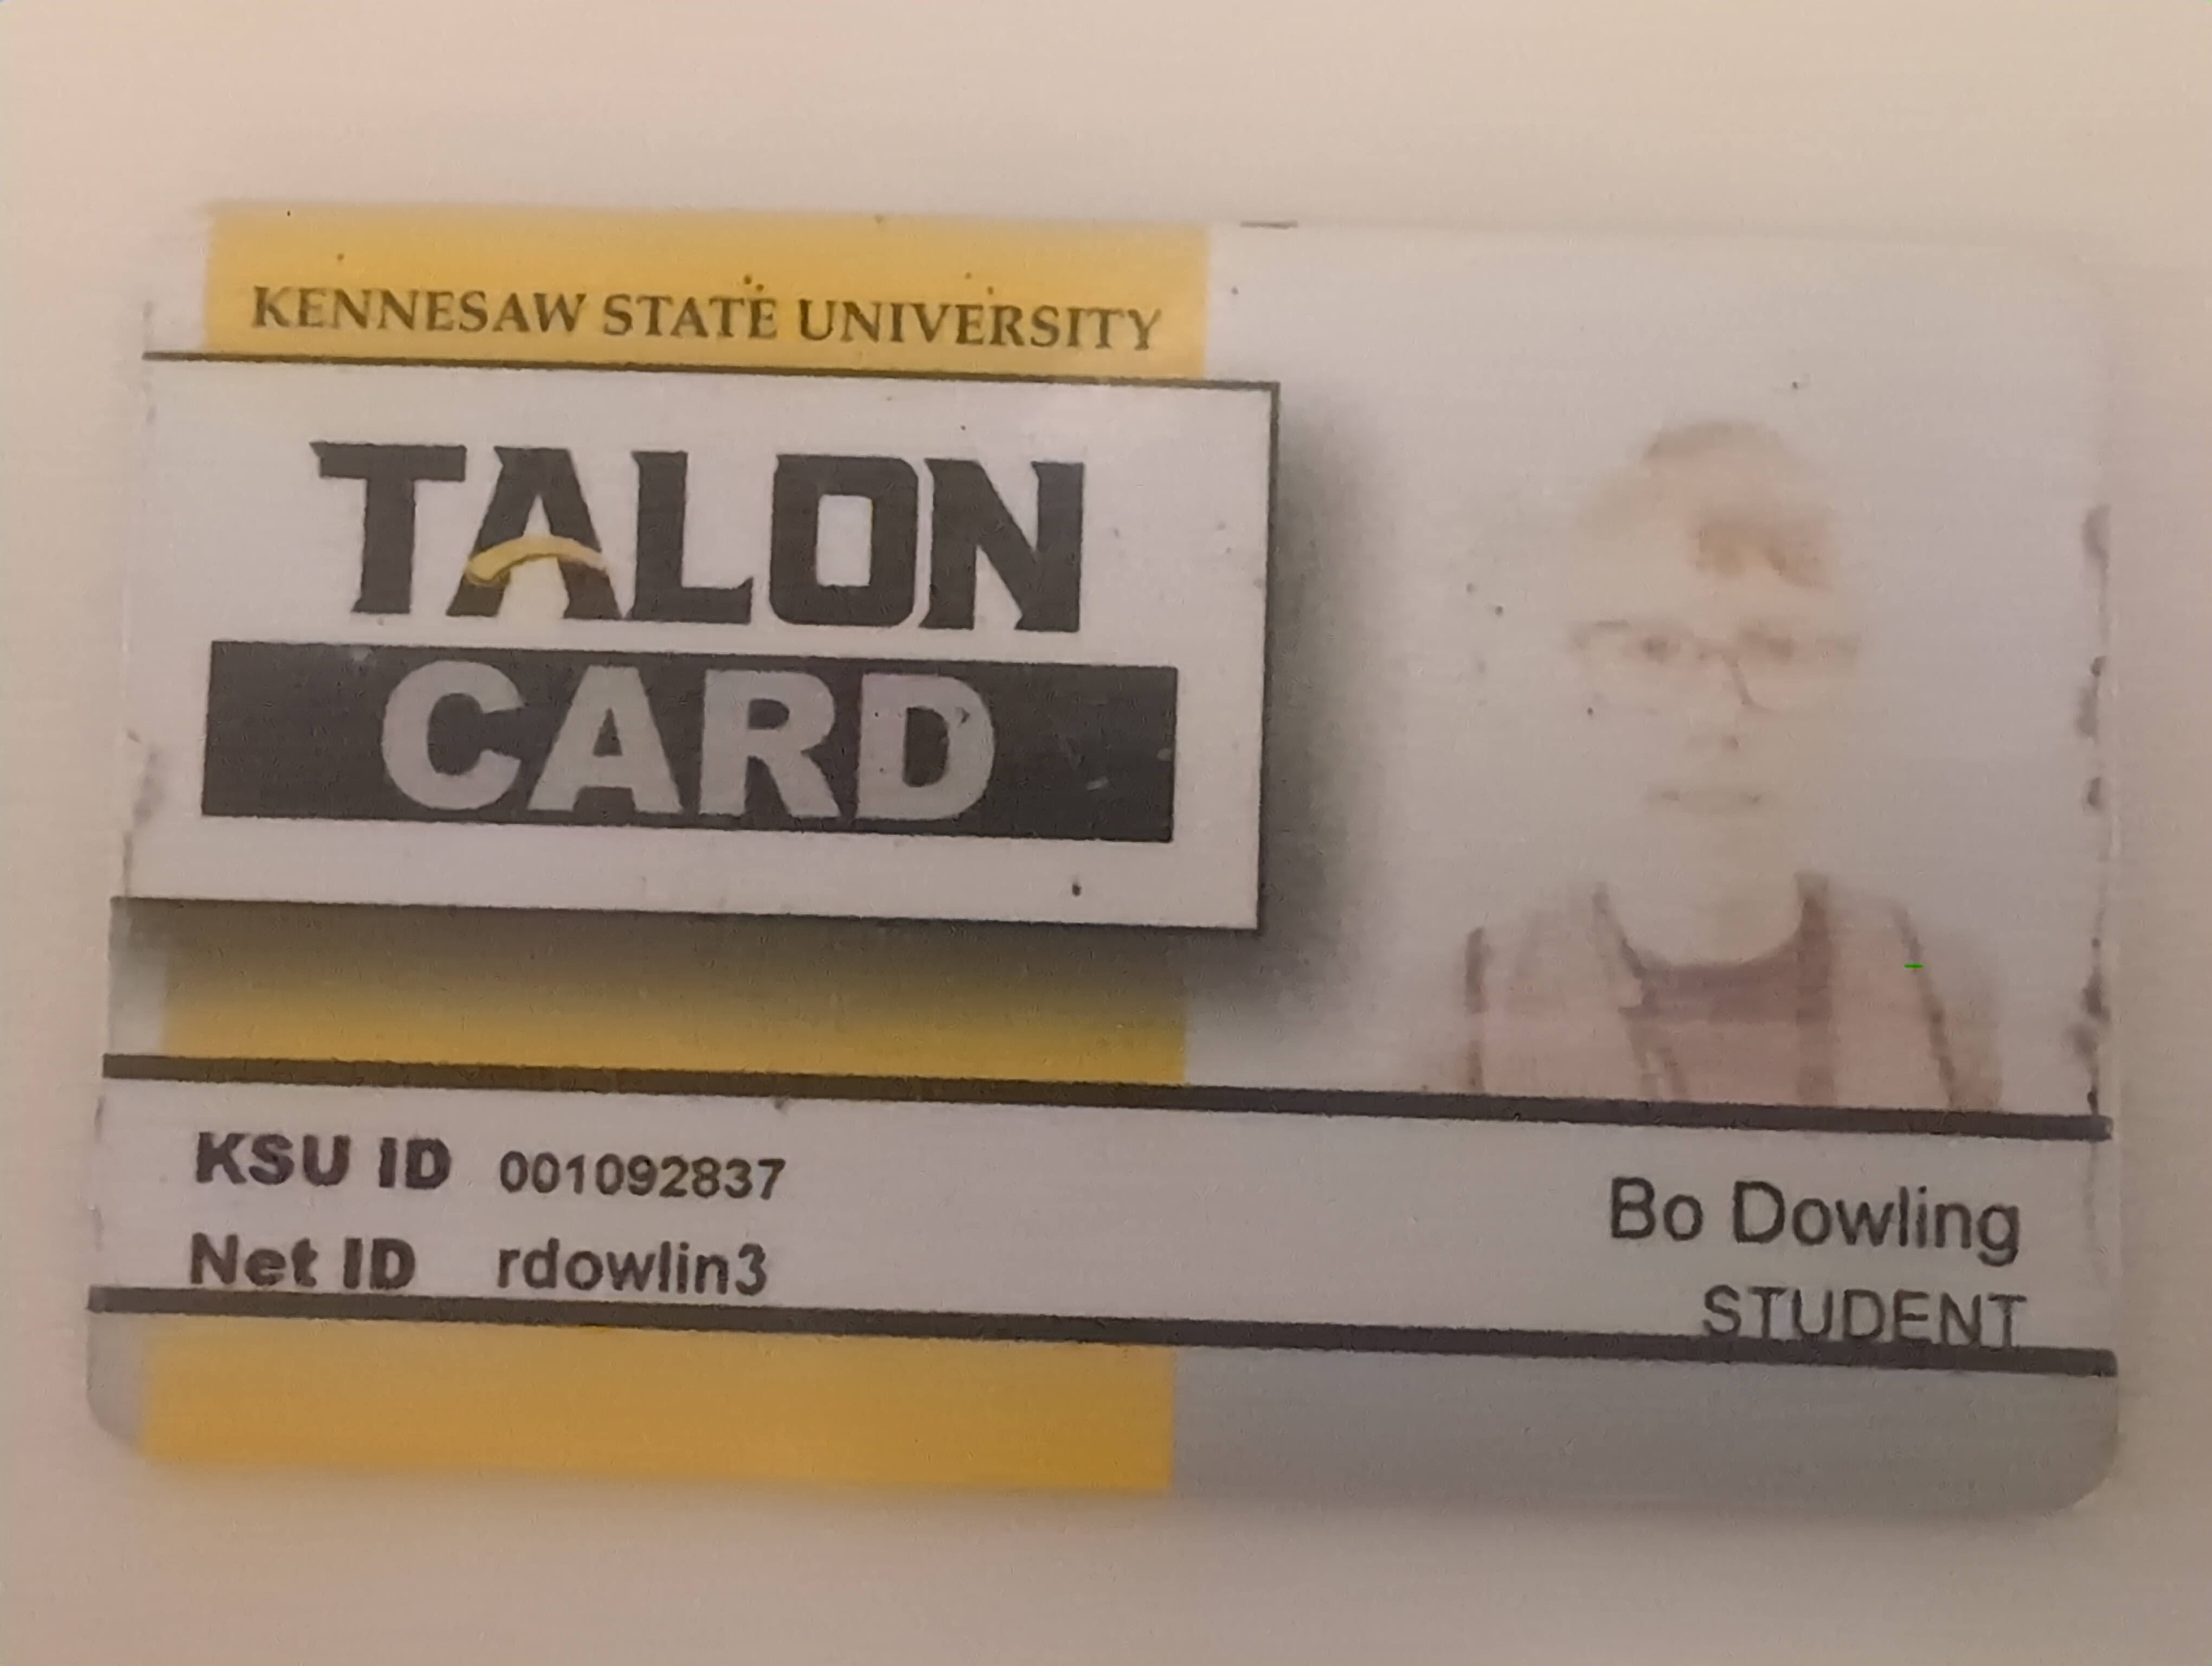 KENNESAW STATE UNIVERSITY
TALON
CARD
KSU ID 001092837
Net ID rdowlin3
Bo Dowling
STUDENT